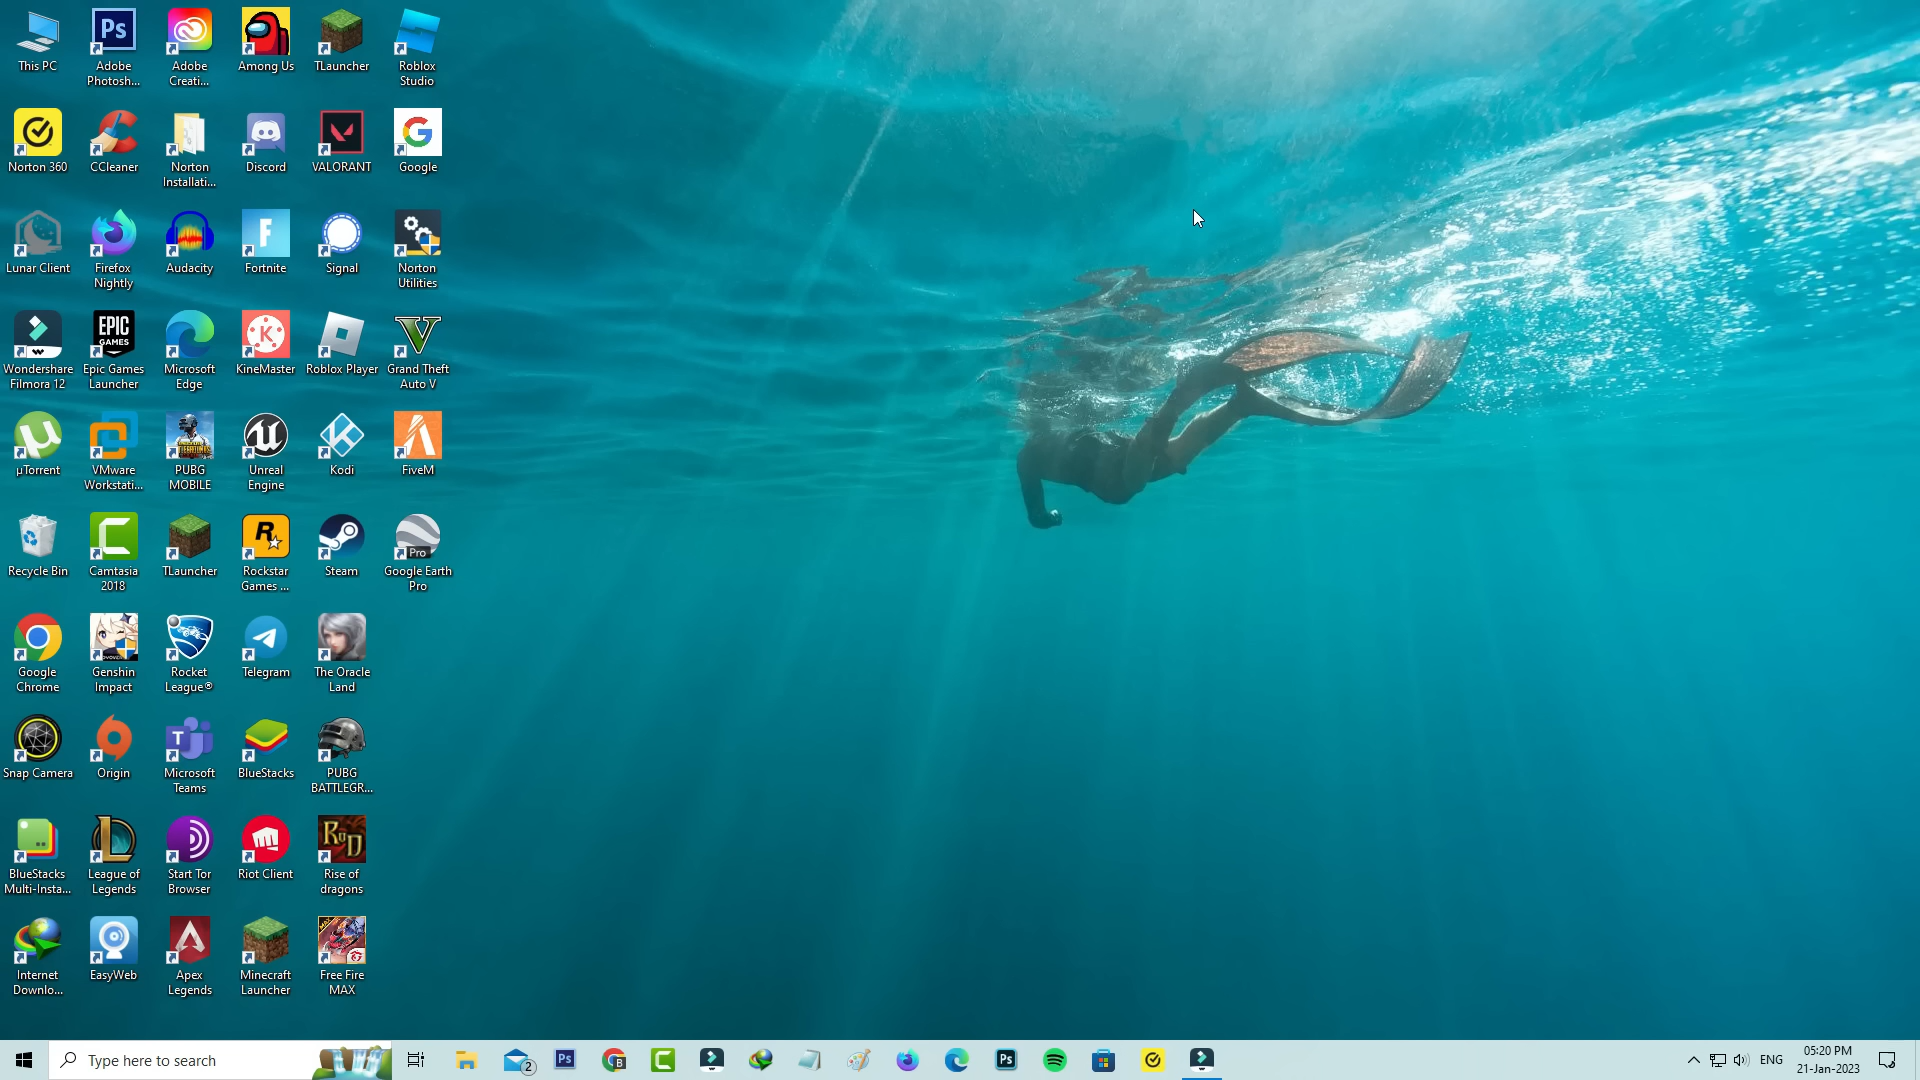 This PC
Adobe
Photosh...
Adobe
Creati...
Among Us
TLauncher
Roblox
Studio
Norton 360
CCleaner
Norton
Installati...
Discord
VALORANT
Google
Lunar Client
Firefox
Nightly
Audacity
Fortnite
Signal
Norton
Utilities
Wondershare
Filmora 12
Epic Games
Launcher
Microsoft
Edge
KineMaster
Roblox Player
Grand Theft
Auto V
µTorrent
VMware
Workstati...
PUBG
MOBILE
Unreal
Engine
Kodi
FiveM
Recycle Bin
Camtasia
2018
TLauncher
Rockstar
Games ...
Steam
Google Earth
Pro
Google
Chrome
Genshin
Impact
Rocket
League®
Telegram
The Oracle
Land
Snap Camera
Origin
Microsoft
Teams
BlueStacks
PUBG
BATTLEGR...
BlueStacks
Multi-Insta...
League of
Legends
Start Tor
Browser
Riot Client
Rise of
dragons
Internet
Downlo...
EasyWeb
Apex
Legends
Minecraft
Launcher
Free Fire
MAX
Type here to search
2
ENG
05:20 PM
21-Jan-2023